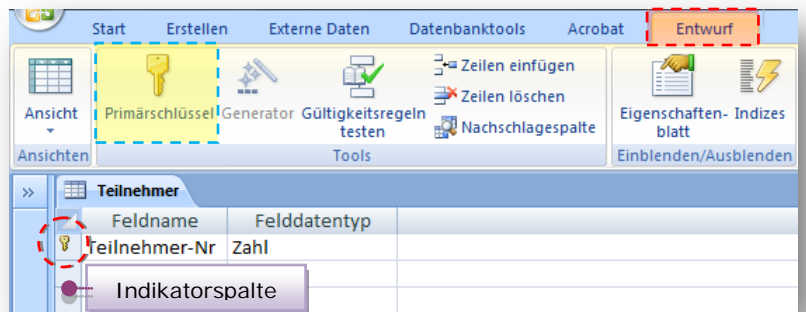 Start Erstellen Externe Daten Datenbanktools Acrobat Entwurf
Zeilen einfügen
Zeilen löschen
Nachschlagespalte
Ansicht
Primärschlüssel
Generator
Gültigkeitsregeln
testen
Eigenschaften-
blatt
Indizes
Ansichten
Tools
Einblenden/Ausblenden
» Teilnehmer
Feldname Felddatentyp
Teilnehmer-Nr Zahl
Indikatorspalte